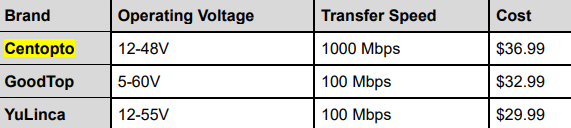 Brand Operating Voltage Transfer Speed Cost
Centopto 12-48V 1000 Mbps $36.99
GoodTop 5-60V 100 Mbps $32.99
YuLinca 12-55V 100 Mbps $29.99